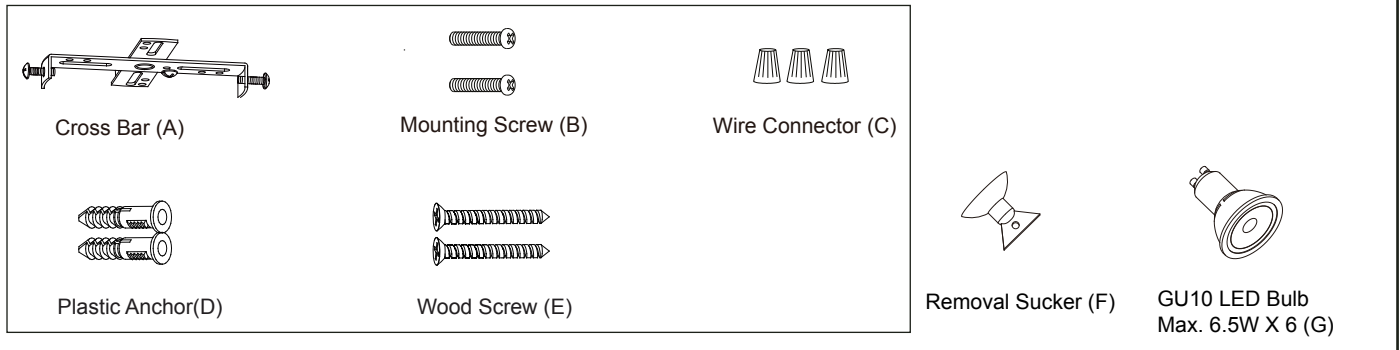 Cross Bar (A)
Mounting Screw (B)
Wire Connector (C)
Plastic Anchor(D)
Wood Screw (E)
Removal Sucker (F)
GU10 LED Bulb
Max. 6.5W X 6 (G)